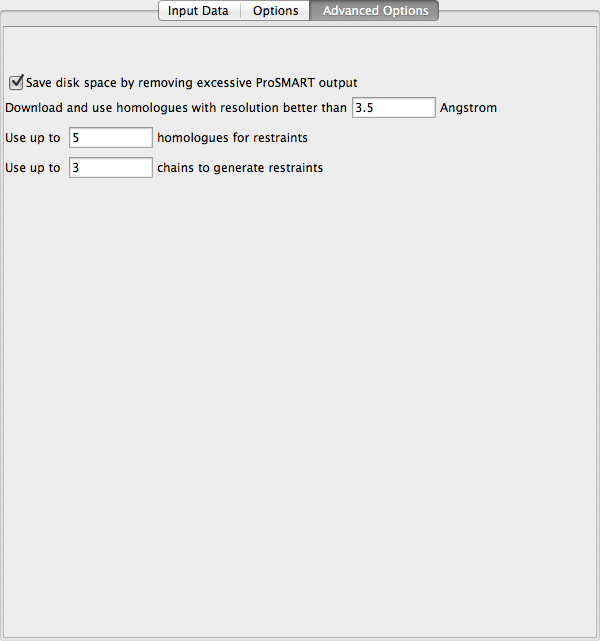 Input Data Options Advanced Options
Save disk space by removing excessive ProSMART output
Download and use homologues with resolution better than 3.5 Angstrom
Use up to 5 homologues for restraints
Use up to 3 chains to generate restraints